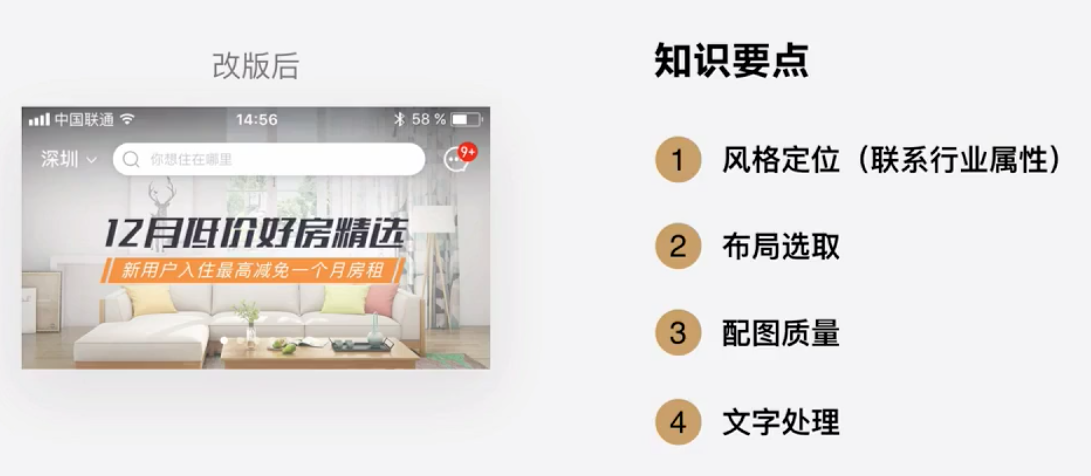 改版后
中国联通
14:56
58 %
深圳
你想住在哪里
9+
12月低价好房精选
新用户入住最高减免一个月房租
知识要点
1 风格定位（联系行业属性）
2 布局选取
3 配图质量
4 文字处理